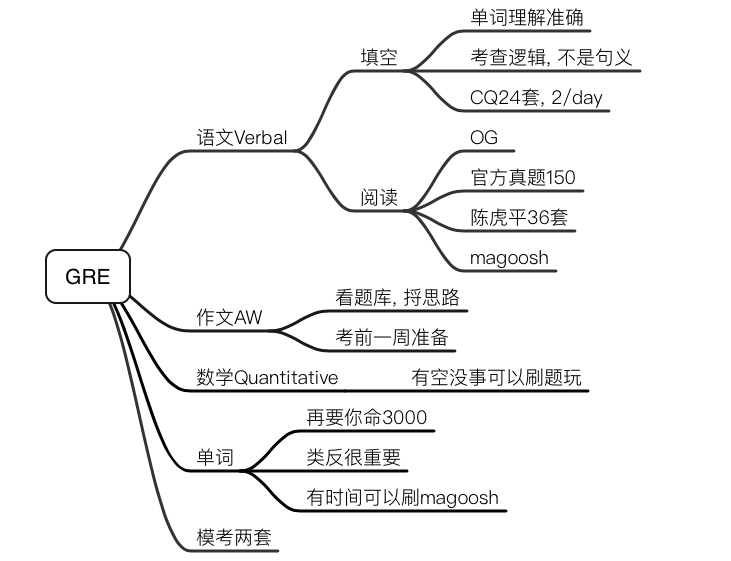 GRE
语文Verbal
填空
单词理解准确
考查逻辑, 不是句义
CQ24套, 2/day
阅读
OG
官方真题150
陈虎平36套
magoosh
作文AW
看题库, 捋思路
考前一周准备
数学Quantitative
有空没事可以刷题玩
单词
再要你命3000
类反很重要
有时间可以刷magoosh
模考两套